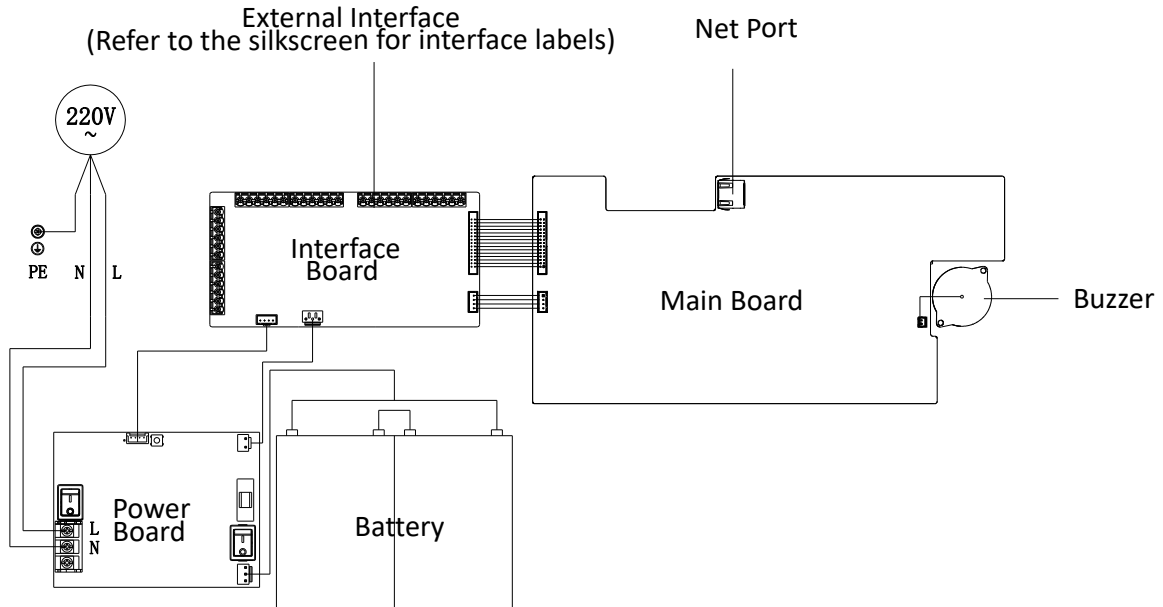 External Interface
(Refer to the silkscreen for interface labels)
Net Port
220V
~
Interface
Board
PE N L
Main Board
Buzzer
Power
Board
L
N
Battery